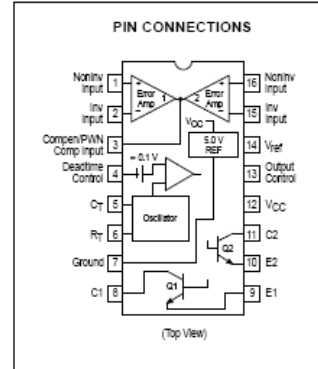 PIN CONNECTIONS
NonInv
Input
1
Inv
Input
2
Compen/PWN
Comp Input
3
Deadtime
Control
4
CT
5
RT
6
Ground
7
C1
8
+
Error
Amp
1
-
2
Error
Amp
+
-
VCC
5.0 V
REF
≈ 0.1 V
Oscillator
Q2
Q1
16
NonInv
Input
15
Inv
Input
14
Vref
13
Output
Control
12
VCC
11
C2
10
E2
9
E1
(Top View)